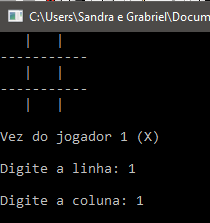 C:\Users\Sandra e Grabriel\Docum
|   |
-----------
|   |
-----------
|   |
Vez do jogador 1 (X)
Digite a linha: 1
Digite a coluna: 1